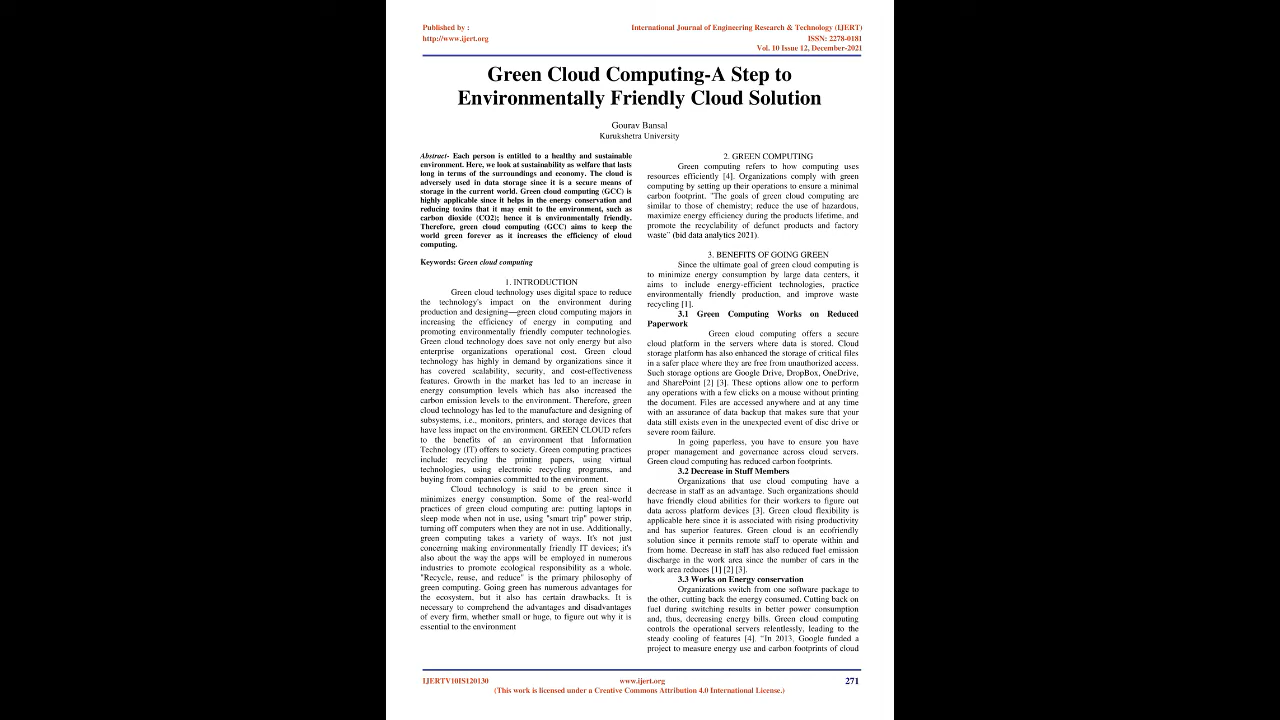 Published by :
http://www.ijert.org
International Journal of Engineering Research & Technology (IJERT)
ISSN: 2278-0181
Vol. 10 Issue 12, December-2021
Green Cloud Computing-A Step to
Environmentally Friendly Cloud Solution
Gourav Bansal
Kurukshetra University
Abstract- Each person is entitled to a healthy and sustainable
environment. Here, we look at sustainability as welfare that lasts
long in terms of the surroundings and economy. The cloud is
adversely used in data storage since it is a secure means of
storage in the current world. Green cloud computing (GCC) is
highly applicable since it helps in the energy conservation and
reducing toxins that it may emit to the environment, such as
carbon dioxide (CO2); hence it is environmentally friendly.
Therefore, green cloud computing (GCC) aims to keep the
world green forever as it increases the efficiency of cloud
computing.
Keywords: Green cloud computing
1. INTRODUCTION
Green cloud technology uses digital space to reduce
the technology's impact on the environment during
production and designing—green cloud computing majors in
increasing the efficiency of energy in computing and
promoting environmentally friendly computer technologies.
Green cloud technology does save not only energy but also
enterprise organizations operational cost. Green cloud
technology has highly in demand by organizations since it
has covered scalability, security, and cost-effectiveness
features. Growth in the market has led to an increase in
energy consumption levels which has also increased the
carbon emission levels to the environment. Therefore, green
cloud technology has led to the manufacture and designing of
subsystems, i.e., monitors, printers, and storage devices that
have less impact on the environment. GREEN CLOUD refers
to the benefits of an environment that Information
Technology (IT) offers to society. Green computing practices
include: recycling the printing papers, using virtual
technologies, using electronic recycling programs, and
buying from companies committed to the environment.
Cloud technology is said to be green since it
minimizes energy consumption. Some of the real-world
practices of green cloud computing are: putting laptops in
sleep mode when not in use, using "smart trip" power strip,
turning off computers when they are not in use. Additionally,
green computing takes a variety of ways. It's not just
concerning making environmentally friendly IT devices; it's
also about the way the apps will be employed in numerous
industries to promote ecological responsibility as a whole.
"Recycle, reuse, and reduce" is the primary philosophy of
green computing. Going green has numerous advantages for
the ecosystem, but it also has certain drawbacks. It is
necessary to comprehend the advantages and disadvantages
of every firm, whether small or huge, to figure out why it is
essential to the environment
2. GREEN COMPUTING
Green computing refers to how computing uses
resources efficiently [4]. Organizations comply with green
computing by setting up their operations to ensure a minimal
carbon footprint. "The goals of green cloud computing are
similar to those of chemistry; reduce the use of hazardous,
maximize energy efficiency during the products lifetime, and
promote the recyclability of defunct products and factory
waste" (bid data analytics 2021).
3. BENEFITS OF GOING GREEN
Since the ultimate goal of green cloud computing is
to minimize energy consumption by large data centers, it
aims to include energy-efficient technologies, practice
environmentally friendly production, and improve waste
recycling [1].
3.1 Green Computing Works on Reduced
Paperwork
Green cloud computing offers a secure
cloud platform in the servers where data is stored. Cloud
storage platform has also enhanced the storage of critical files
in a safer place where they are free from unauthorized access.
Such storage options are Google Drive, DropBox, OneDrive,
and SharePoint [2] [3]. These options allow one to perform
any operations with a few clicks on a mouse without printing
the document. Files are accessed anywhere and at any time
with an assurance of data backup that makes sure that your
data still exists even in the unexpected event of disc drive or
severe room failure.
In going paperless, you have to ensure you have
proper management and governance across cloud servers.
Green cloud computing has reduced carbon footprints.
3.2 Decrease in Stuff Members
Organizations that use cloud computing have a
decrease in staff as an advantage. Such organizations should
have friendly cloud abilities for their workers to figure out
data across platform devices [3]. Green cloud flexibility is
applicable here since it is associated with rising productivity
and has superior features. Green cloud is an ecofriendly
solution since it permits remote staff to operate within and
from home. Decrease in staff has also reduced fuel emission
discharge in the work area since the number of cars in the
work area reduces [1] [2] [3].
3.3 Works on Energy conservation
Organizations switch from one software package to
the other, cutting back the energy consumed. Cutting back on
fuel during switching results in better power consumption
and, thus, decreasing energy bills. Green cloud computing
controls the operational servers relentlessly, leading to the
steady cooling of features [4]. "In 2013, Google funded a
project to measure energy use and carbon footprints of cloud
IJERTV10IS120130
www.ijert.org
271
(This work is licensed under a Creative Commons Attribution 4.0 International License.)